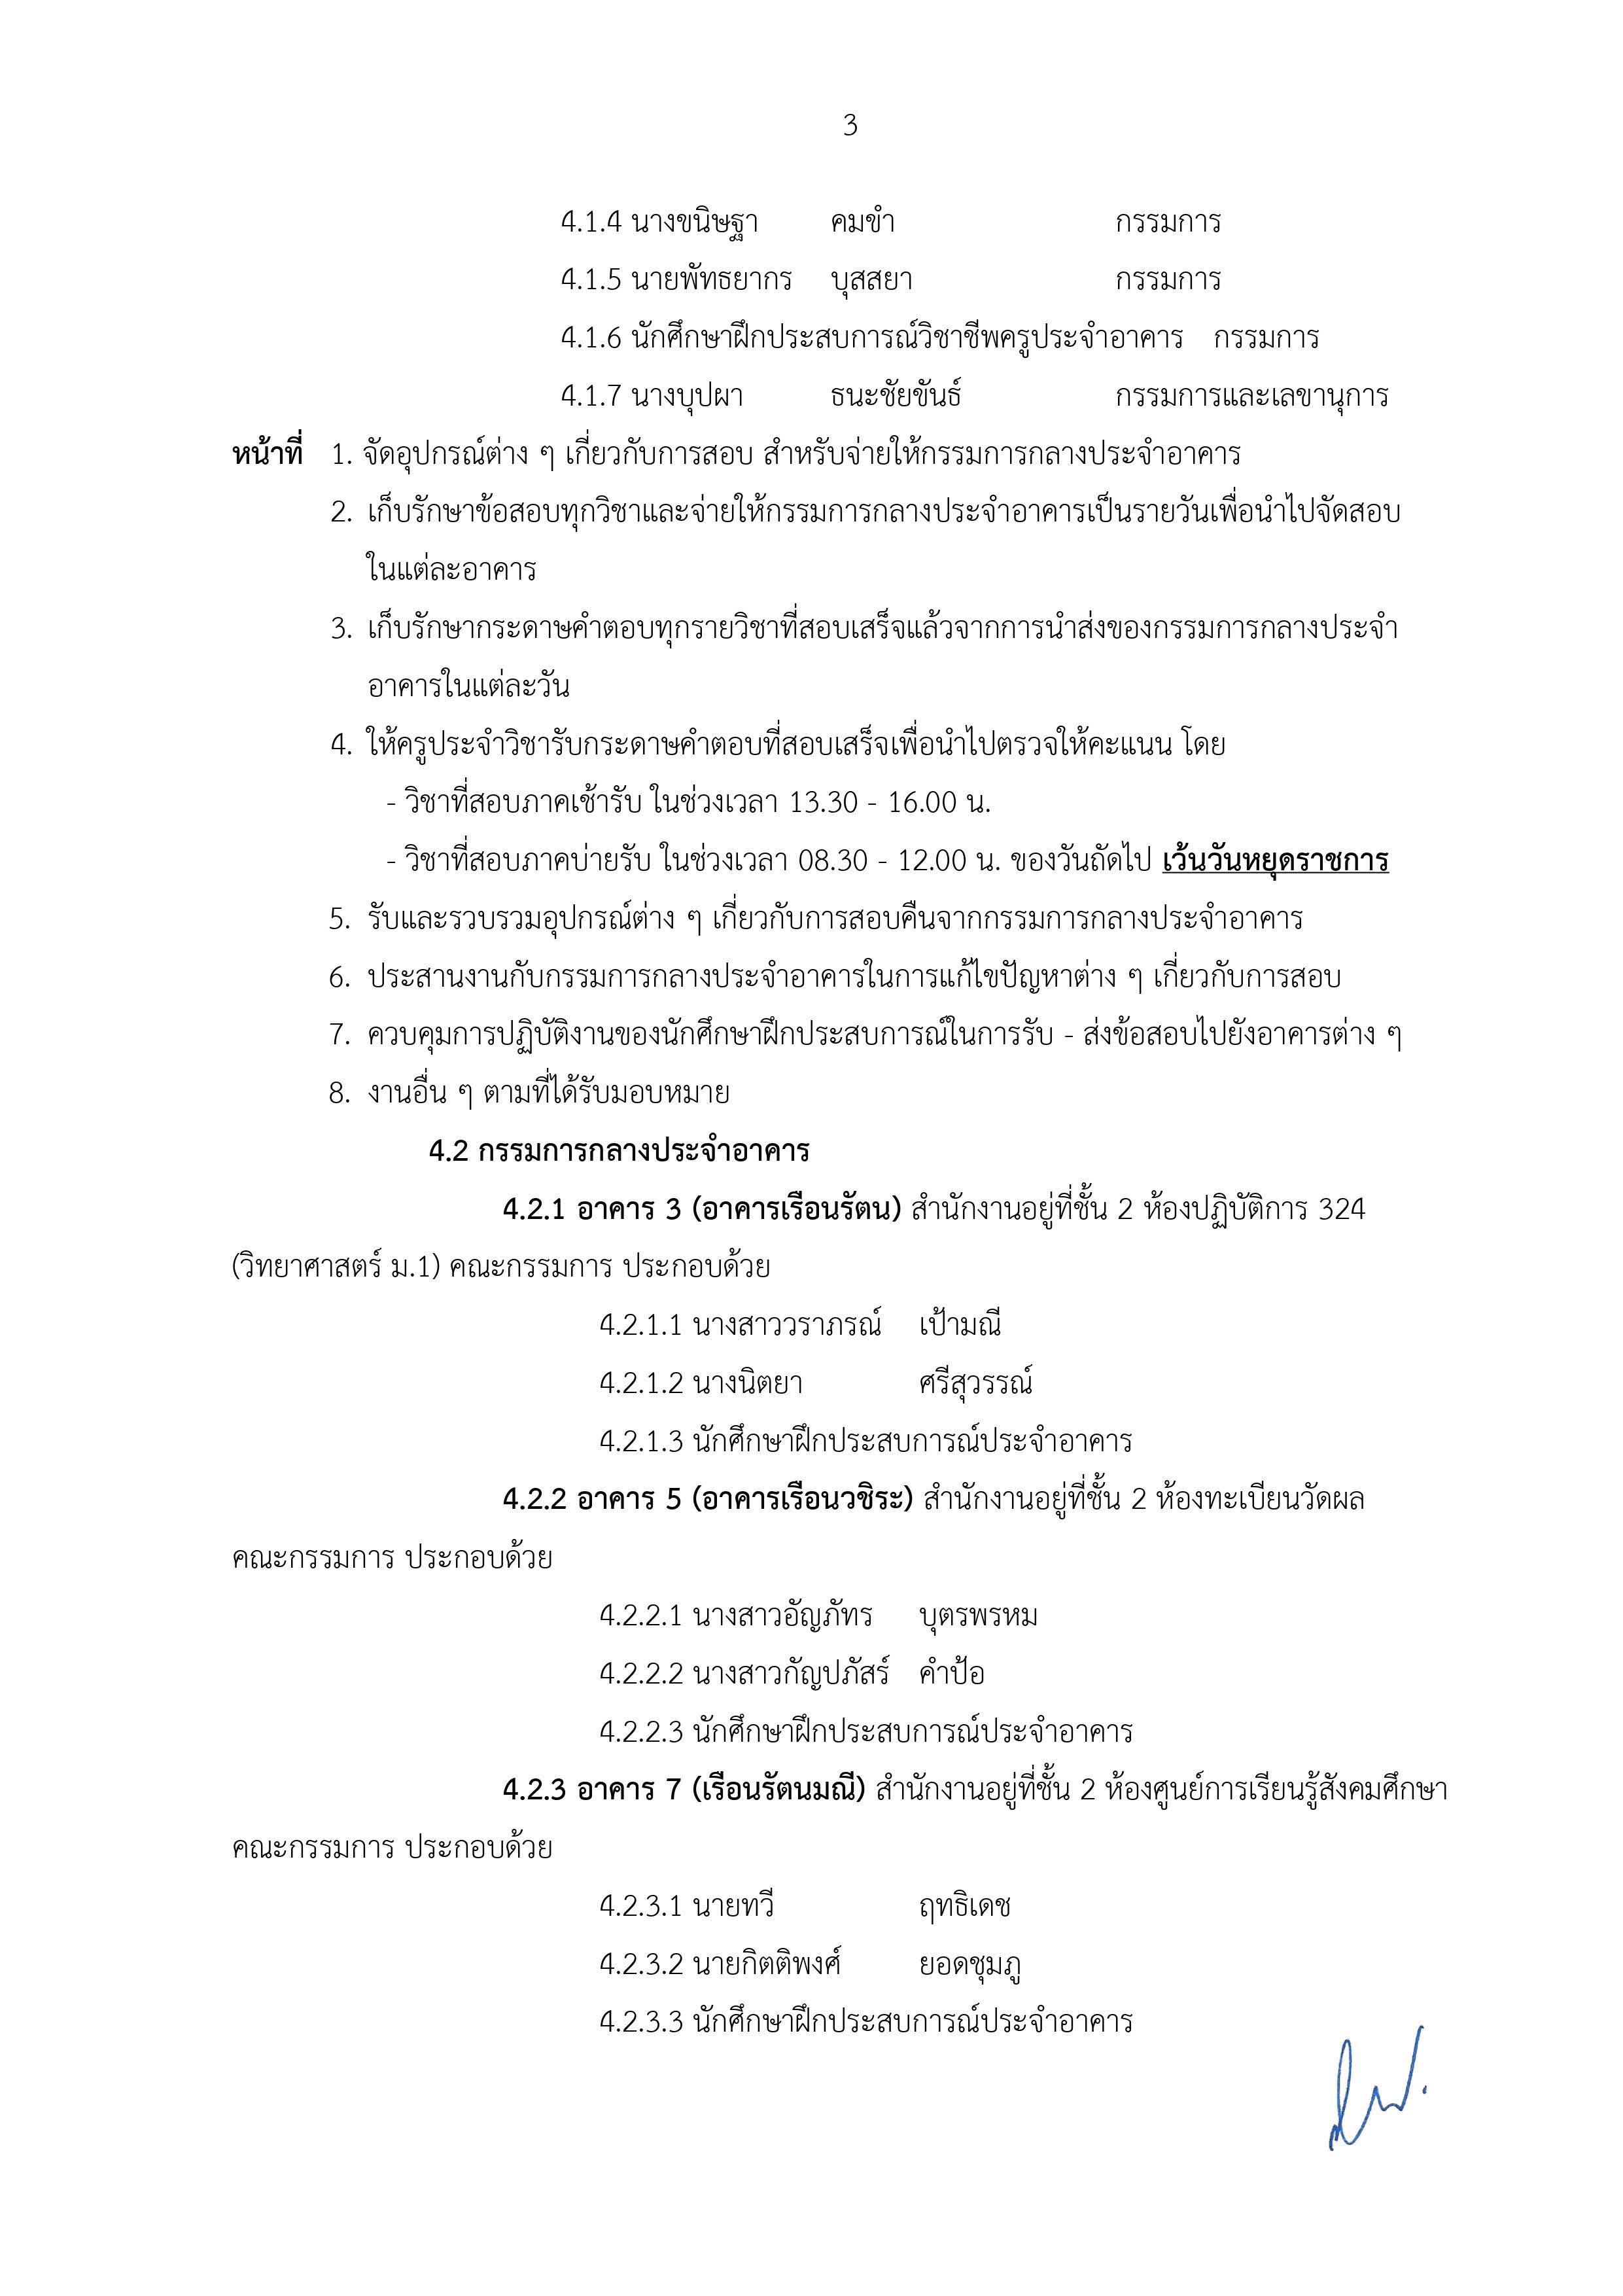 3
4.1.4 นางขนิษฐา คมขำ กรรมการ
4.1.5 นายพัทธยากร บุสสยา กรรมการ
4.1.6 นักศึกษาฝึกประสบการณ์วิชาชีพครูประจำอาคาร กรรมการ
4.1.7 นางบุปผา ธนะชัยขันธ์ กรรมการและเลขานุการ
หน้าที่ 1. จัดอุปกรณ์ต่าง ๆ เกี่ยวกับการสอบ สำหรับจ่ายให้กรรมการกลางประจำอาคาร
2. เก็บรักษาข้อสอบทุกวิชาและจ่ายให้กรรมการกลางประจำอาคารเป็นรายวันเพื่อนำไปจัดสอบ
ในแต่ละอาคาร
3. เก็บรักษากระดาษคำตอบทุกรายวิชาที่สอบเสร็จแล้วจากการนำส่งของกรรมการกลางประจำ
อาคารในแต่ละวัน
4. ให้ครูประจำวิชารับกระดาษคำตอบที่สอบเสร็จเพื่อนำไปตรวจให้คะแนน โดย
- วิชาที่สอบภาคเช้ารับ ในช่วงเวลา 13.30 - 16.00 น.
- วิชาที่สอบภาคบ่ายรับ ในช่วงเวลา 08.30 - 12.00 น. ของวันถัดไป เว้นวันหยุดราชการ
5. รับและรวบรวมอุปกรณ์ต่าง ๆ เกี่ยวกับการสอบคืนจากกรรมการกลางประจำอาคาร
6. ประสานงานกับกรรมการกลางประจำอาคารในการแก้ไขปัญหาต่าง ๆ เกี่ยวกับการสอบ
7. ควบคุมการปฏิบัติงานของนักศึกษาฝึกประสบการณ์ในการรับ - ส่งข้อสอบไปยังอาคารต่าง ๆ
8. งานอื่น ๆ ตามที่ได้รับมอบหมาย
4.2 กรรมการกลางประจำอาคาร
4.2.1 อาคาร 3 (อาคารเรือนรัตน) สำนักงานอยู่ที่ชั้น 2 ห้องปฏิบัติการ 324
(วิทยาศาสตร์ ม.1) คณะกรรมการ ประกอบด้วย
4.2.1.1 นางสาววราภรณ์ เป้ามณี
4.2.1.2 นางนิตยา ศรีสุวรรณ์
4.2.1.3 นักศึกษาฝึกประสบการณ์ประจำอาคาร
4.2.2 อาคาร 5 (อาคารเรือนวชิระ) สำนักงานอยู่ที่ชั้น 2 ห้องทะเบียนวัดผล
คณะกรรมการ ประกอบด้วย
4.2.2.1 นางสาวอัญภัทร บุตรพรหม
4.2.2.2 นางสาวกัญปภัสร์ คำป้อ
4.2.2.3 นักศึกษาฝึกประสบการณ์ประจำอาคาร
4.2.3 อาคาร 7 (เรือนรัตนมณี) สำนักงานอยู่ที่ชั้น 2 ห้องศูนย์การเรียนรู้สังคมศึกษา
คณะกรรมการ ประกอบด้วย
4.2.3.1 นายทวี ฤทธิเดช
4.2.3.2 นายกิตติพงศ์ ยอดชุมภู
4.2.3.3 นักศึกษาฝึกประสบการณ์ประจำอาคาร